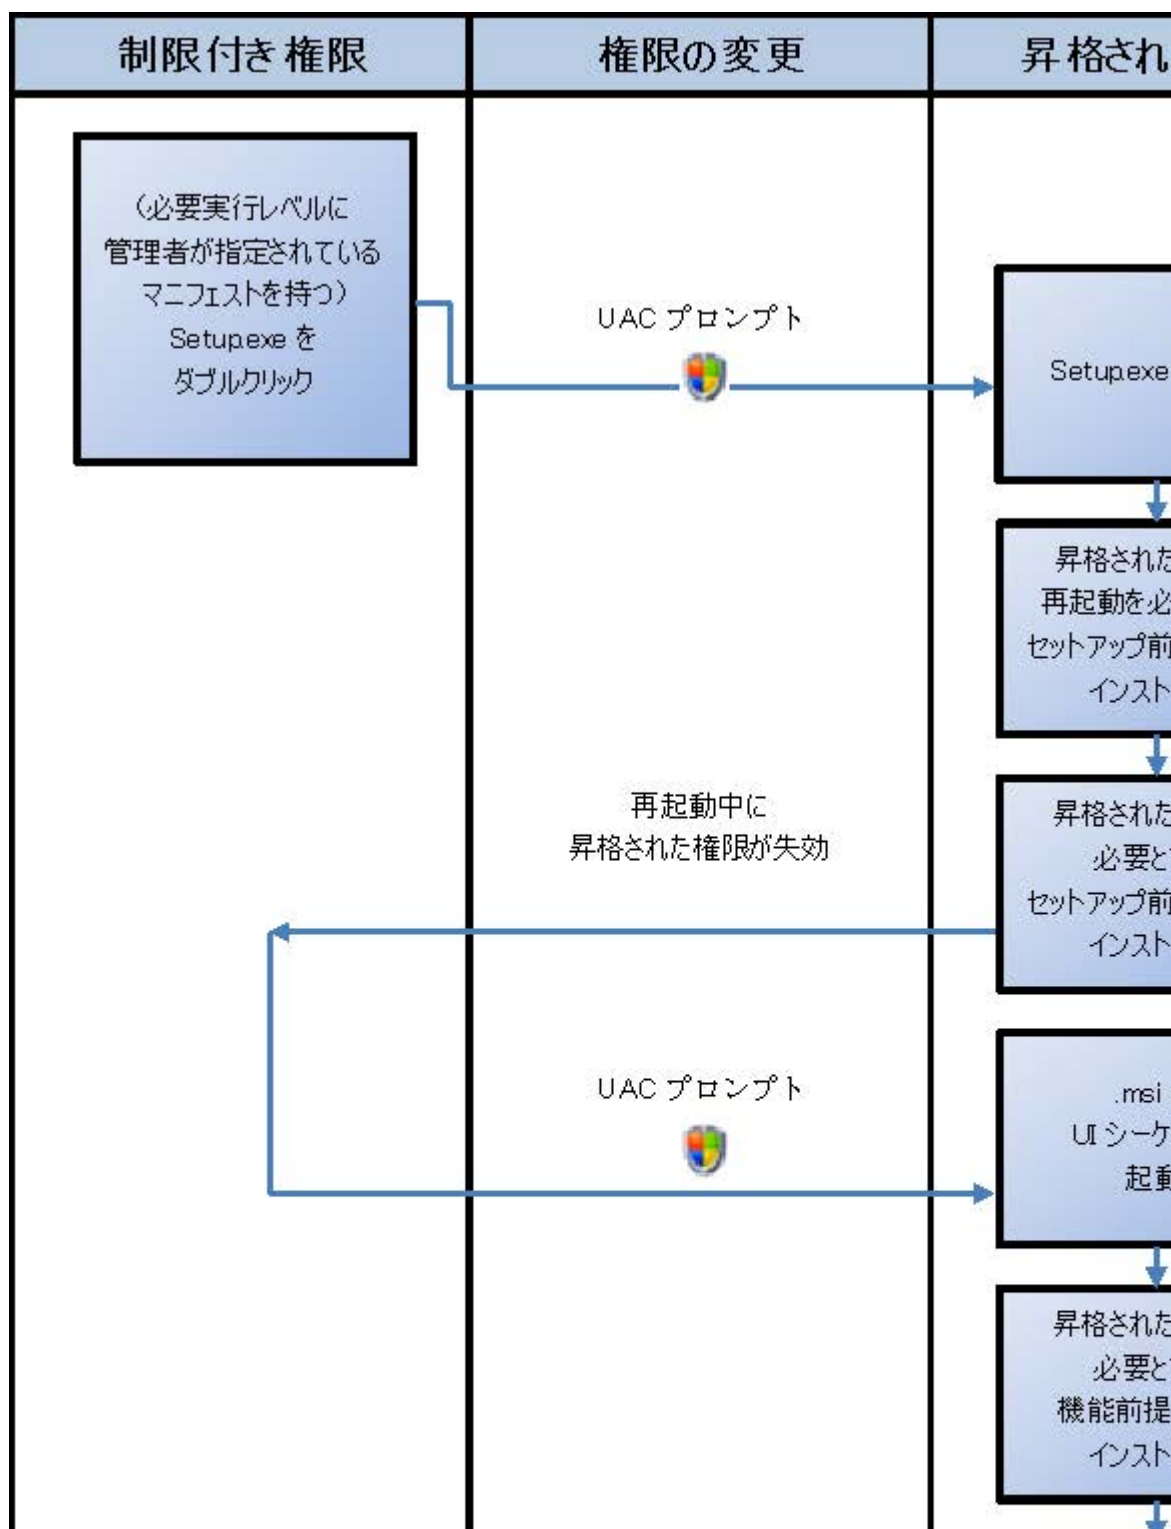 制限付き権限
権限の変更
昇格され
（必要実行レベルに
管理者が指定されている
マニフェストを持つ）
Setup.exe を
ダブルクリック
UAC プロンプト
Setup.exe
昇格された
再起動を必
セットアップ前
インスト
再起動中に
昇格された権限が失効
昇格された
必要と
セットアップ前
インスト
UAC プロンプト
.msi
UI シーケ
起動
昇格された
必要と
機能前提
インスト